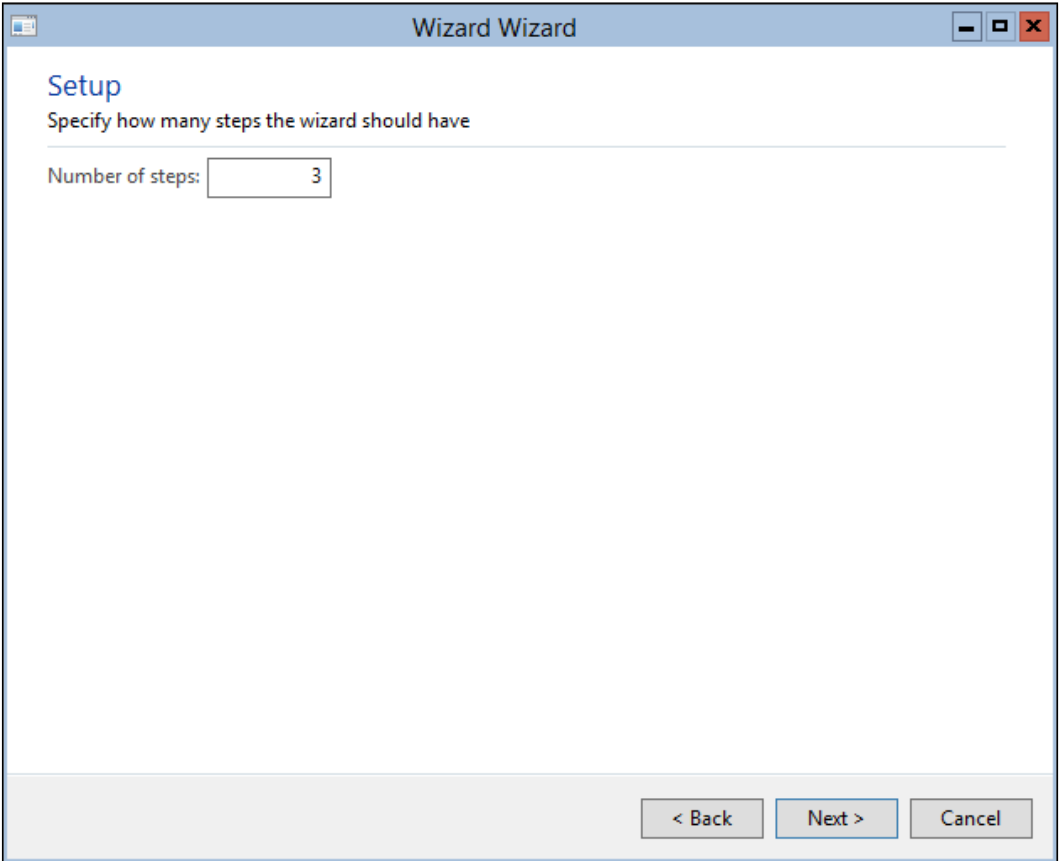 Wizard Wizard
Setup
Specify how many steps the wizard should have
Number of steps: 3
< Back Next > Cancel